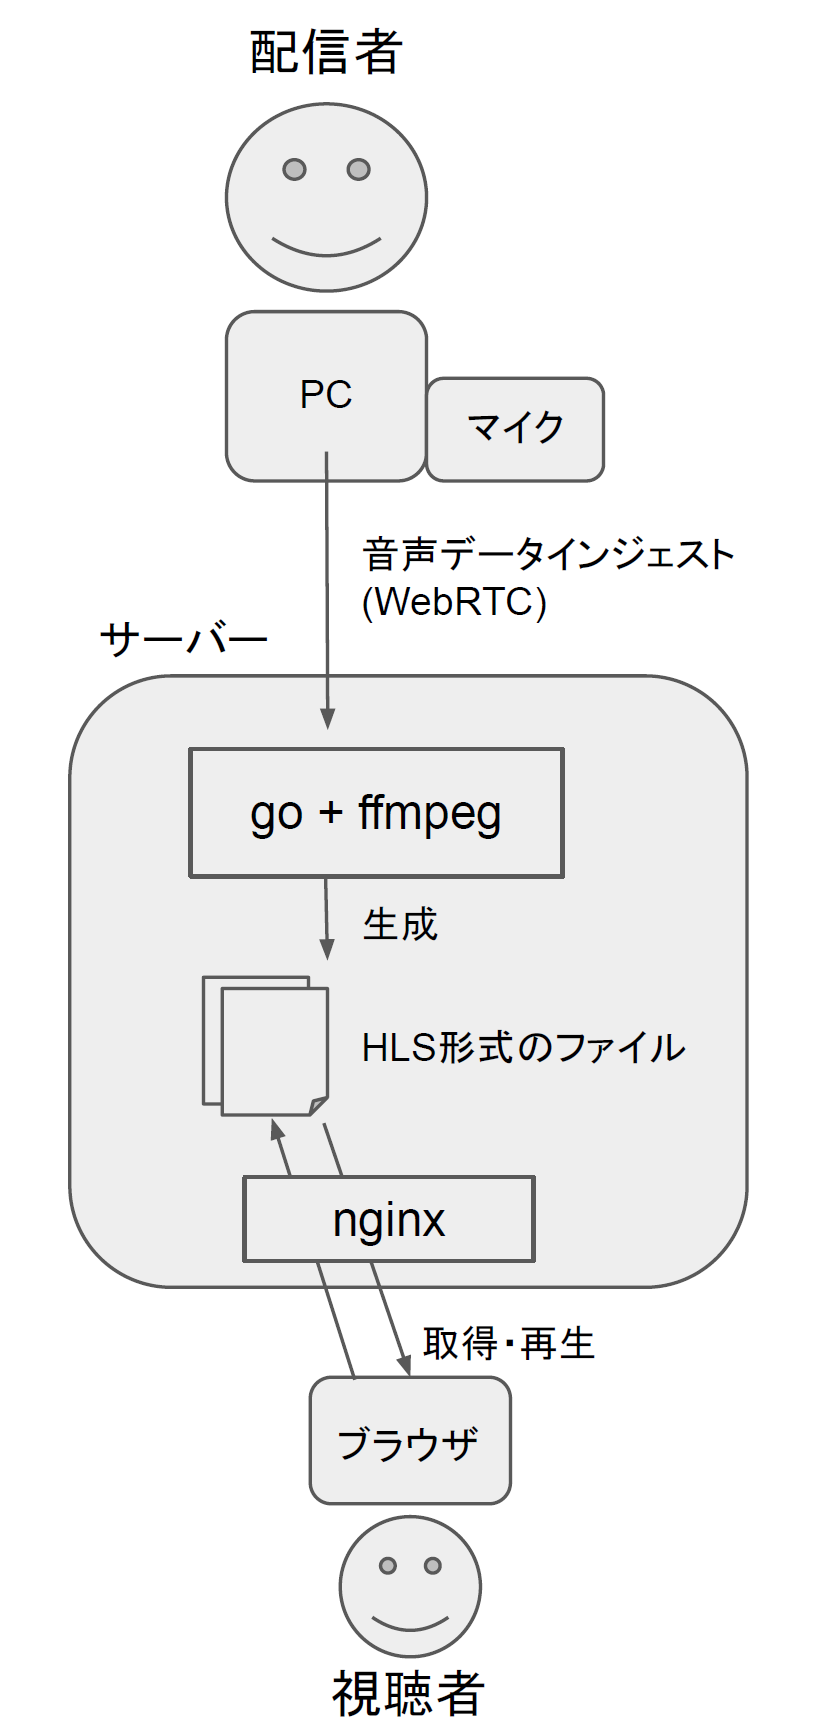 配信者
PC
マイク
音声データインジェスト
(WebRTC)
サーバー
go + ffmpeg
生成
HLS形式のファイル
nginx
取得・再生
ブラウザ
視聴者